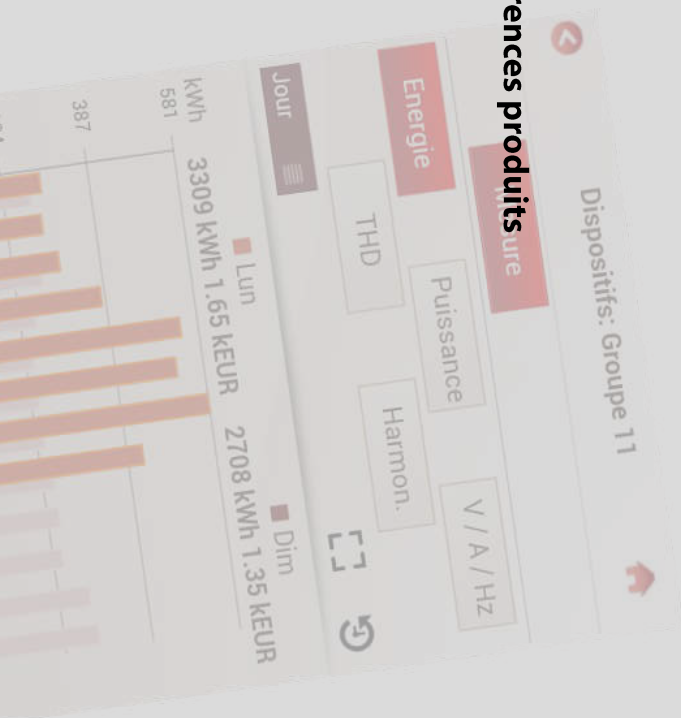 rences produits
Dispositifs: Groupe 11
Mesure
Puissance
V / A / Hz
Energie
THD
Harmon.
Jour
Lun
Dim
kWh
3309 kWh 1.65 kEUR
2708 kWh 1.35 kEUR
581
387